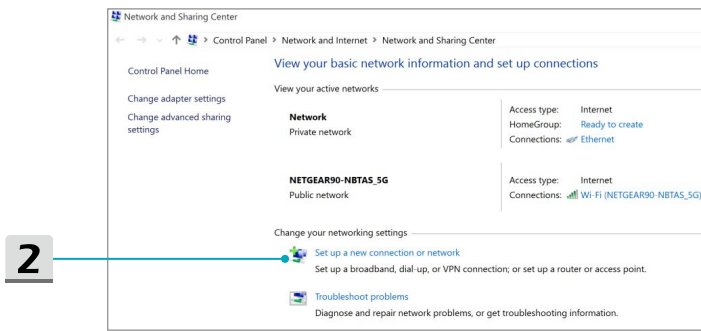 Network and Sharing Center
Control Panel > Network and Internet > Network and Sharing Center
Control Panel Home
Change adapter settings
Change advanced sharing
settings
View your basic network information and set up connections
View your active networks
Network
Private network
Access type: Internet
HomeGroup: Ready to create
Connections: Ethernet
NETGEAR90-NBTAS_5G
Public network
Access type: Internet
Connections: Wi-Fi (NETGEAR90-NBTAS_5G)
Change your networking settings
2
Set up a new connection or network
Set up a broadband, dial-up, or VPN connection; or set up a router or access point.
Troubleshoot problems
Diagnose and repair network problems, or get troubleshooting information.